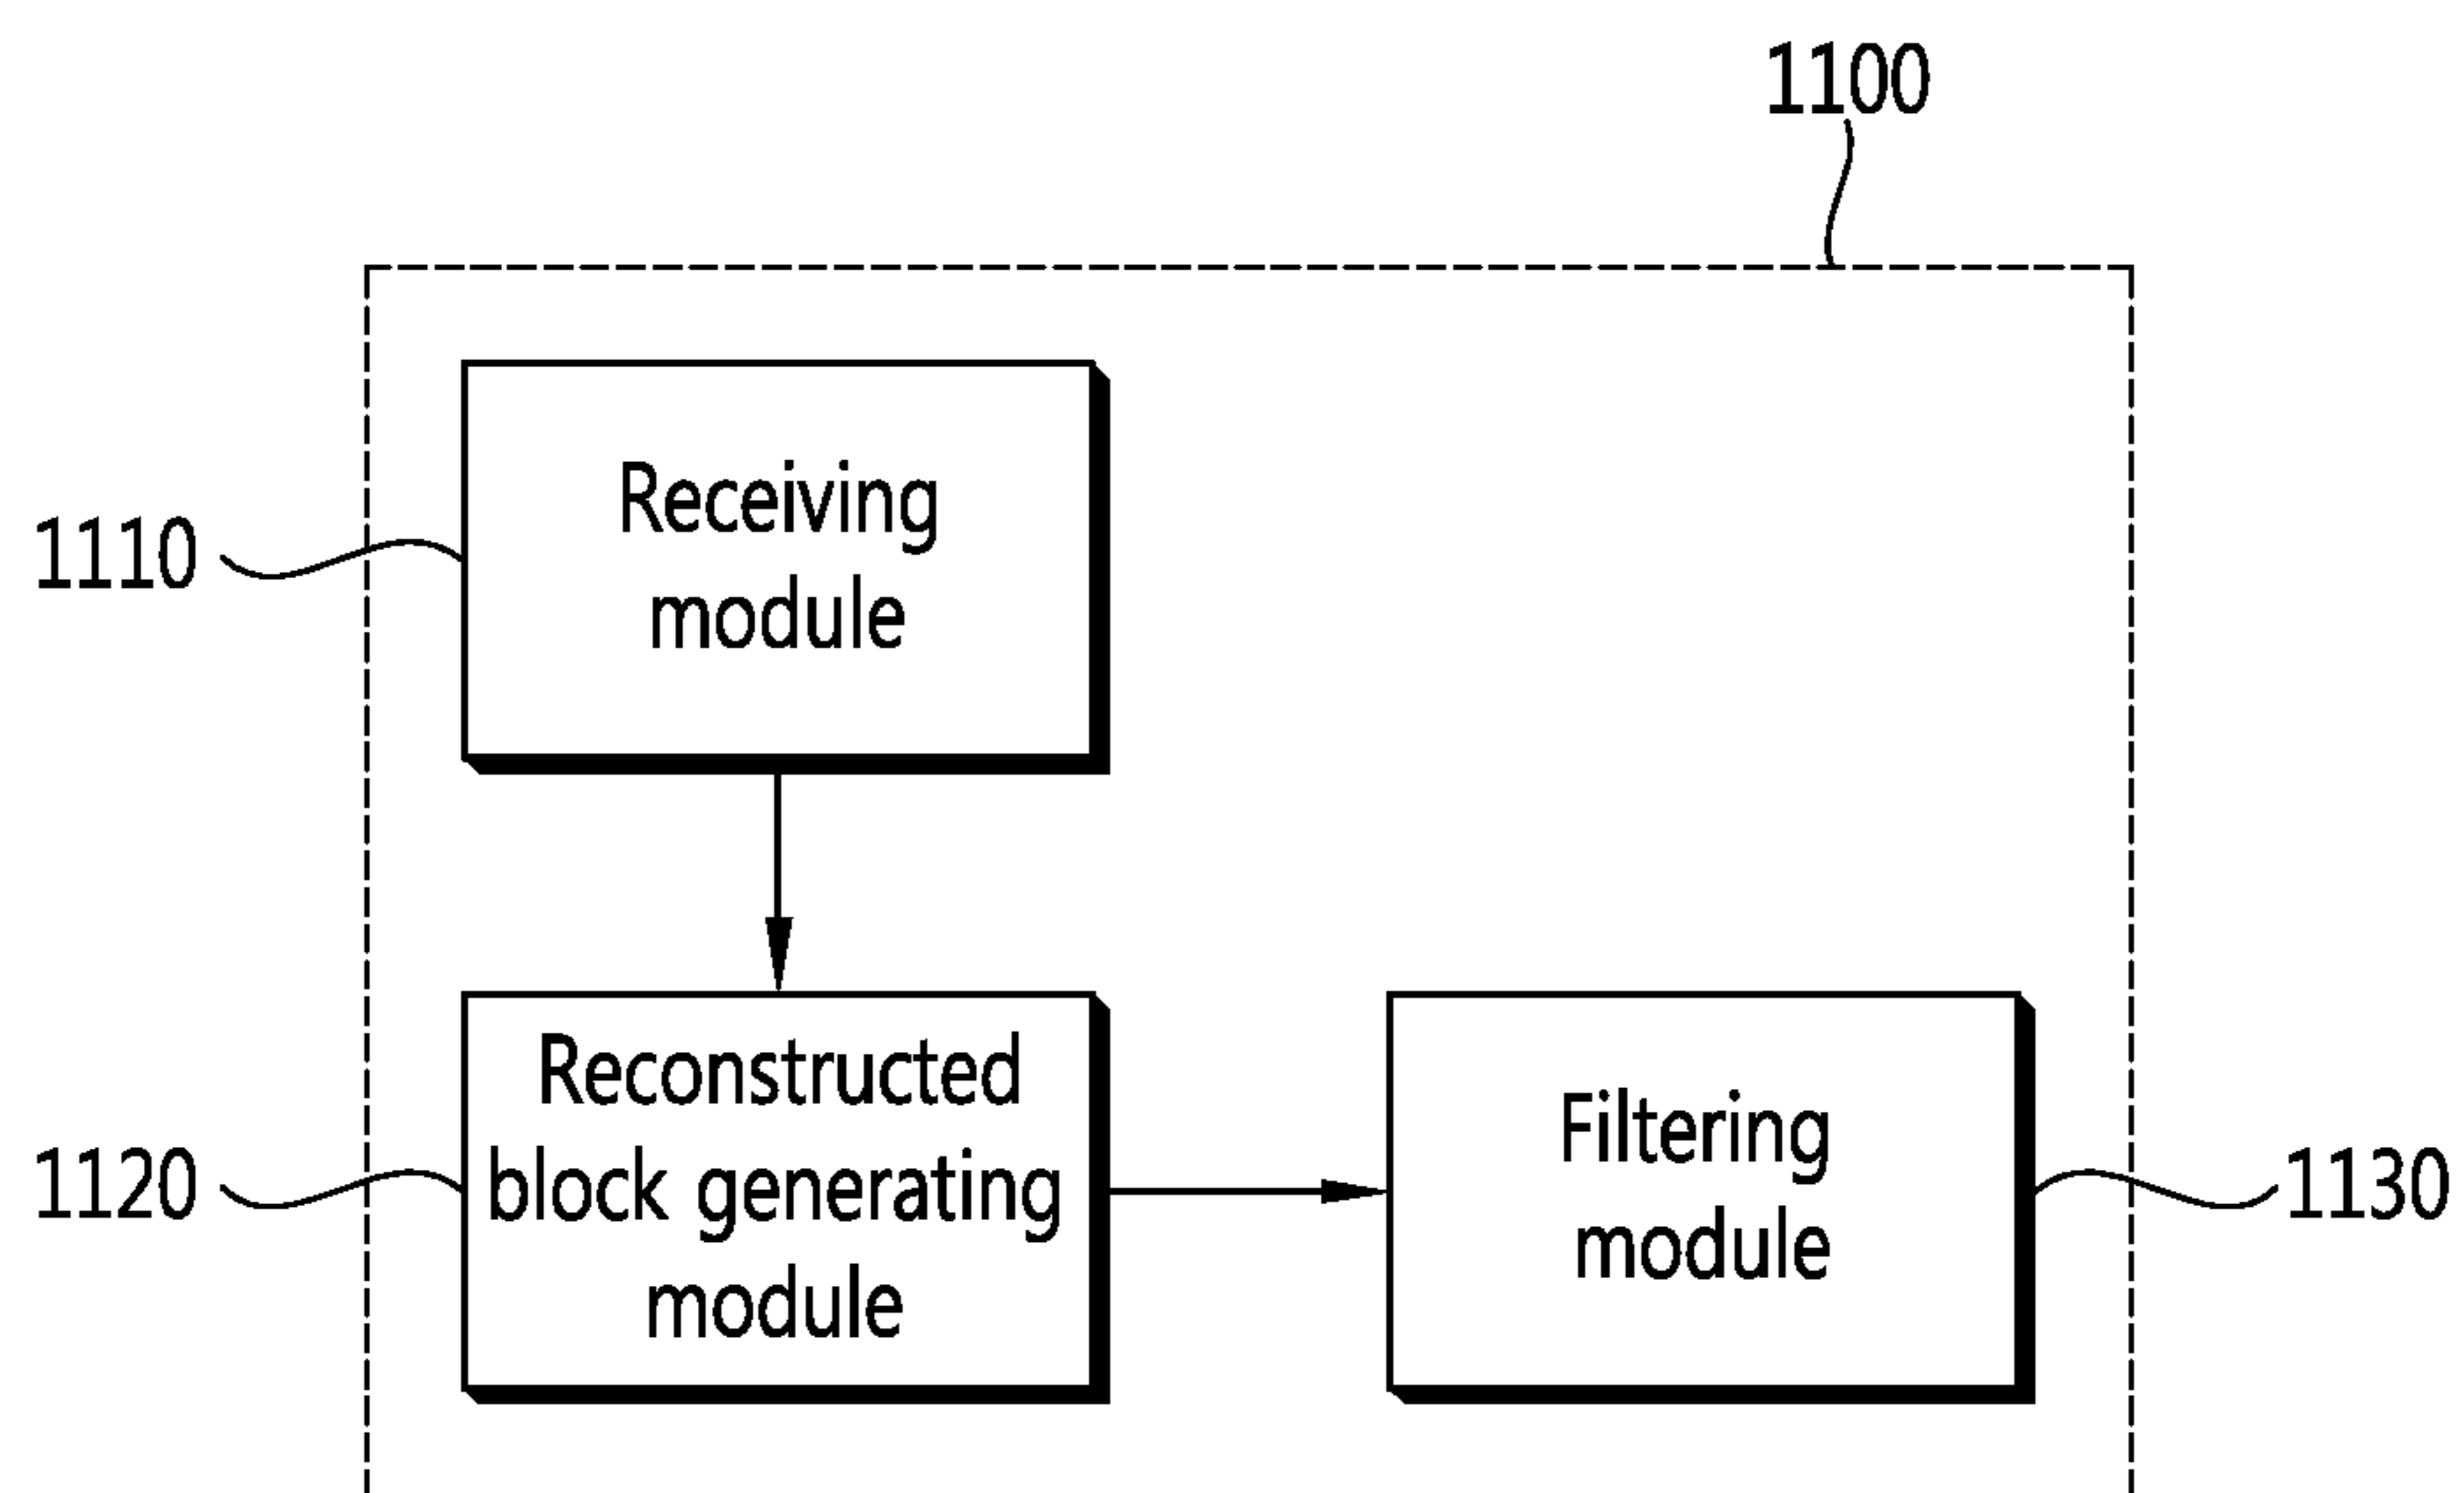 1100
Receiving
module
1110
Reconstructed
block generating
module
1120
Filtering
module
1130